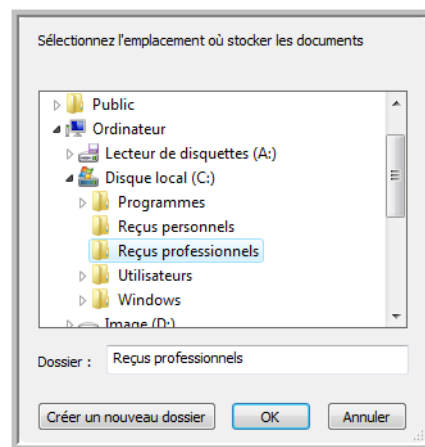 Sélectionnez l'emplacement où stocker les documents
Public
Ordinateur
Lecteur de disquettes (A:)
Disque local (C:)
Programmes
Reçus personnels
Reçus professionnels
Utilisateurs
Windows
Image (D:)
Dossier :
Reçus professionnels
Créer un nouveau dossier
OK
Annuler